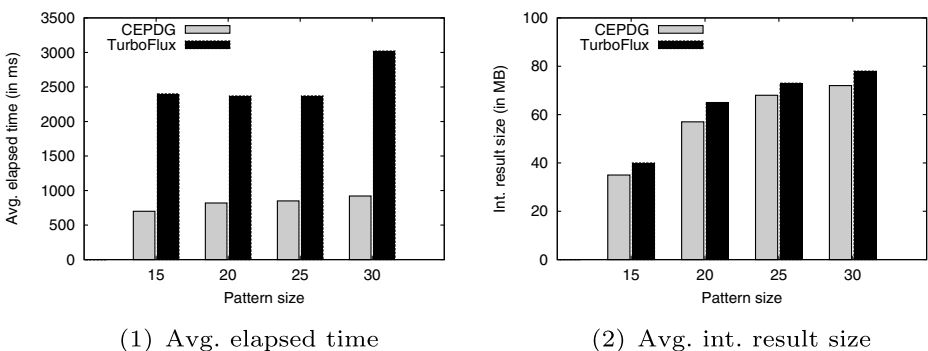 3500
3000
2500
2000
1500
1000
500
0
Avg. elapsed time (in ms)
CEPDG
TurboFlux
15 20 25 30
Pattern size
(1) Avg. elapsed time
100
80
60
40
20
0
Int. result size (in MB)
CEPDG
TurboFlux
15 20 25 30
Pattern size
(2) Avg. int. result size